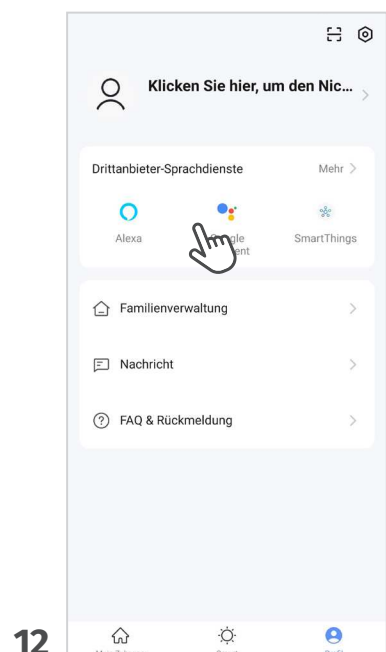 Klicken Sie hier, um den Nic...
Drittanbieter-Sprachdienste Mehr
Alexa
SmartThings
Familienverwaltung
Nachricht
FAQ & Rückmeldung
12